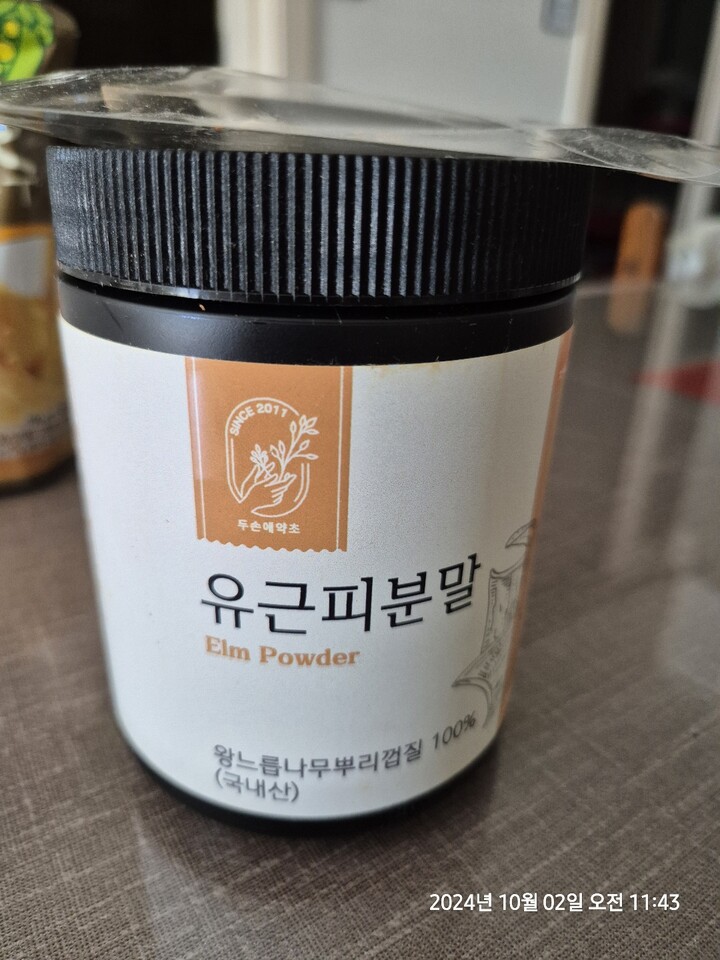 SINCE 2011
두손애약초
유근피분말
Elm Powder
왕느릅나무뿌리껍질 100%
(국내산)
2024년 10월 02일 오전 11:43